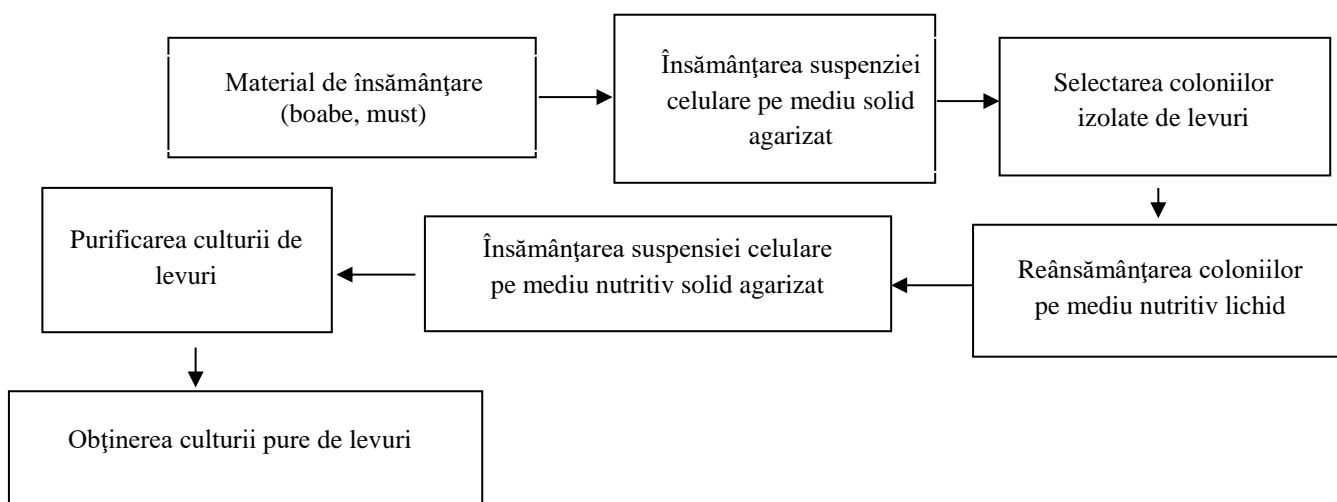 Material de însămânţare
(boabe, must)
Însămânţarea suspenziei
celulare pe mediu solid
agarizat
Selectarea coloniilor
izolate de levuri
Reânsămânţarea coloniilor
pe mediu nutritiv lichid
Însămânţarea suspensiei celulare
pe mediu nutritiv solid agarizat
Purificarea culturii de
levuri
Obţinerea culturii pure de levuri